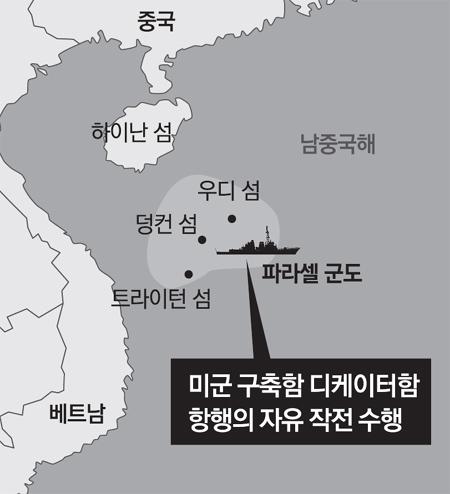 중국
하이난 섬
남중국해
우디 섬
덩컨 섬
파라셀 군도
트라이턴 섬
미군 구축함 디케이터함
항행의 자유 작전 수행
베트남